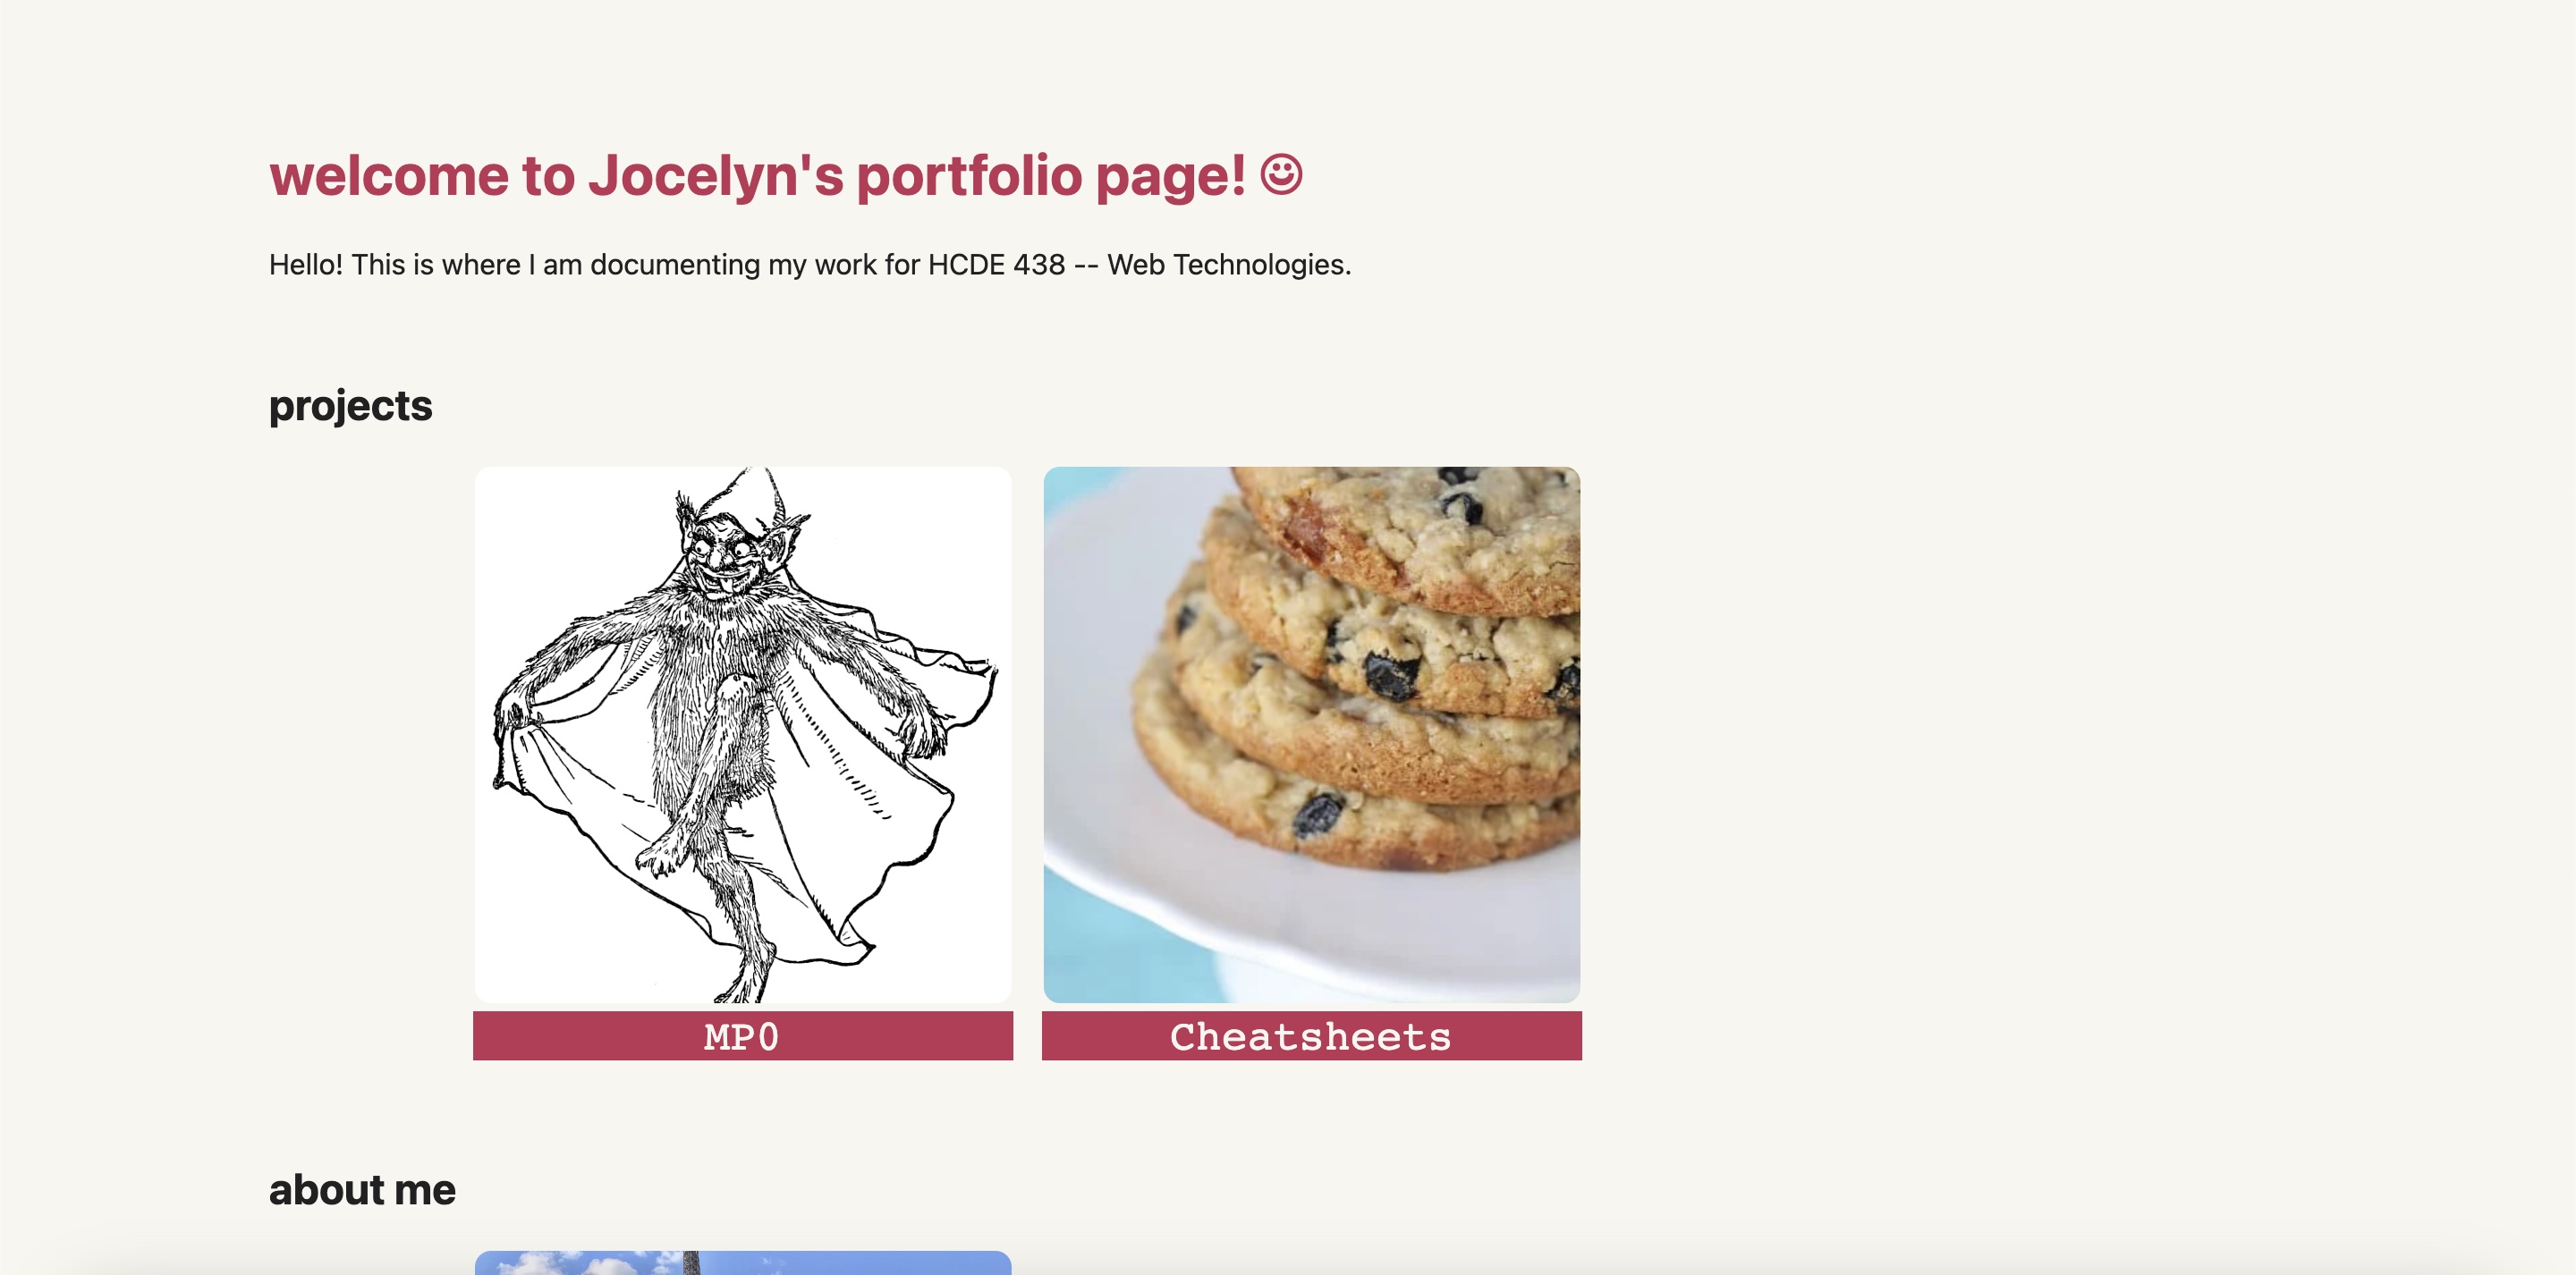 welcome to Jocelyn's portfolio page! ☺
Hello! This is where I am documenting my work for HCDE 438 -- Web Technologies.
projects
MP0
Cheatsheets
about me